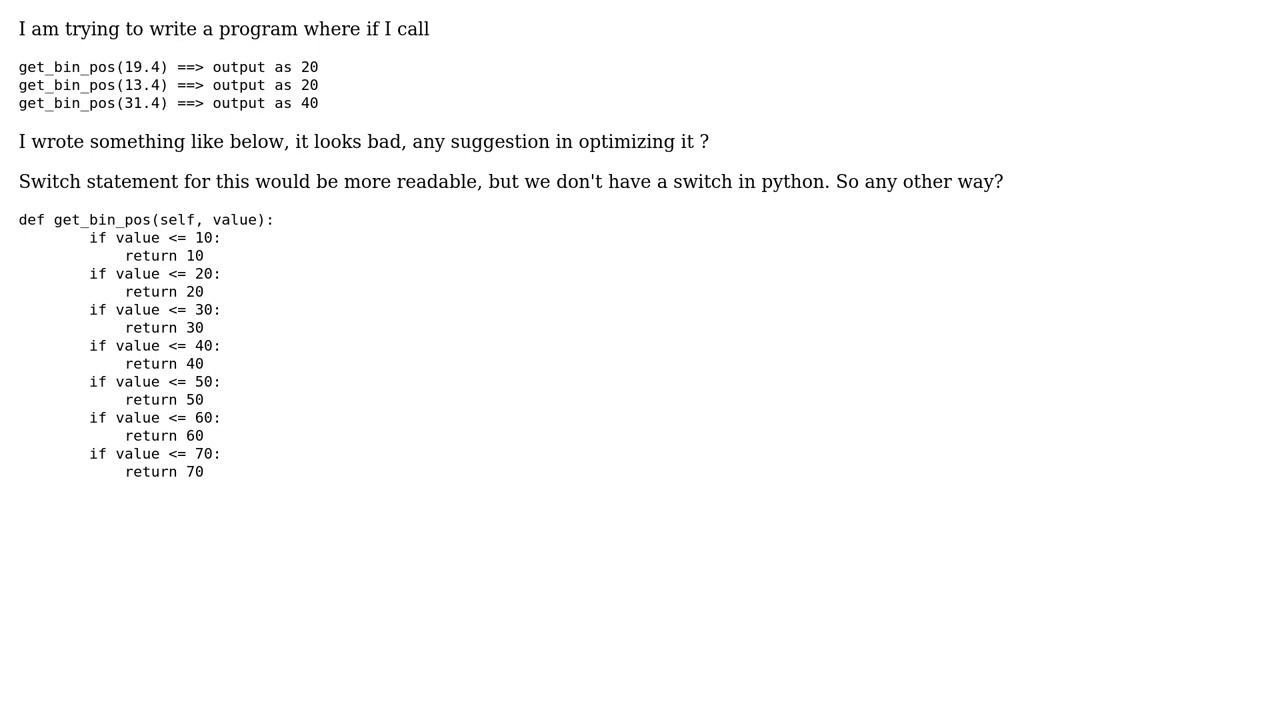 I am trying to write a program where if I call
get_bin_pos(19.4) ==> output as 20
get_bin_pos(13.4) ==> output as 20
get_bin_pos(31.4) ==> output as 40
I wrote something like below, it looks bad, any suggestion in optimizing it ?
Switch statement for this would be more readable, but we don't have a switch in python. So any other way?
def get_bin_pos(self, value):
        if value <= 10:
            return 10
        if value <= 20:
            return 20
        if value <= 30:
            return 30
        if value <= 40:
            return 40
        if value <= 50:
            return 50
        if value <= 60:
            return 60
        if value <= 70:
            return 70